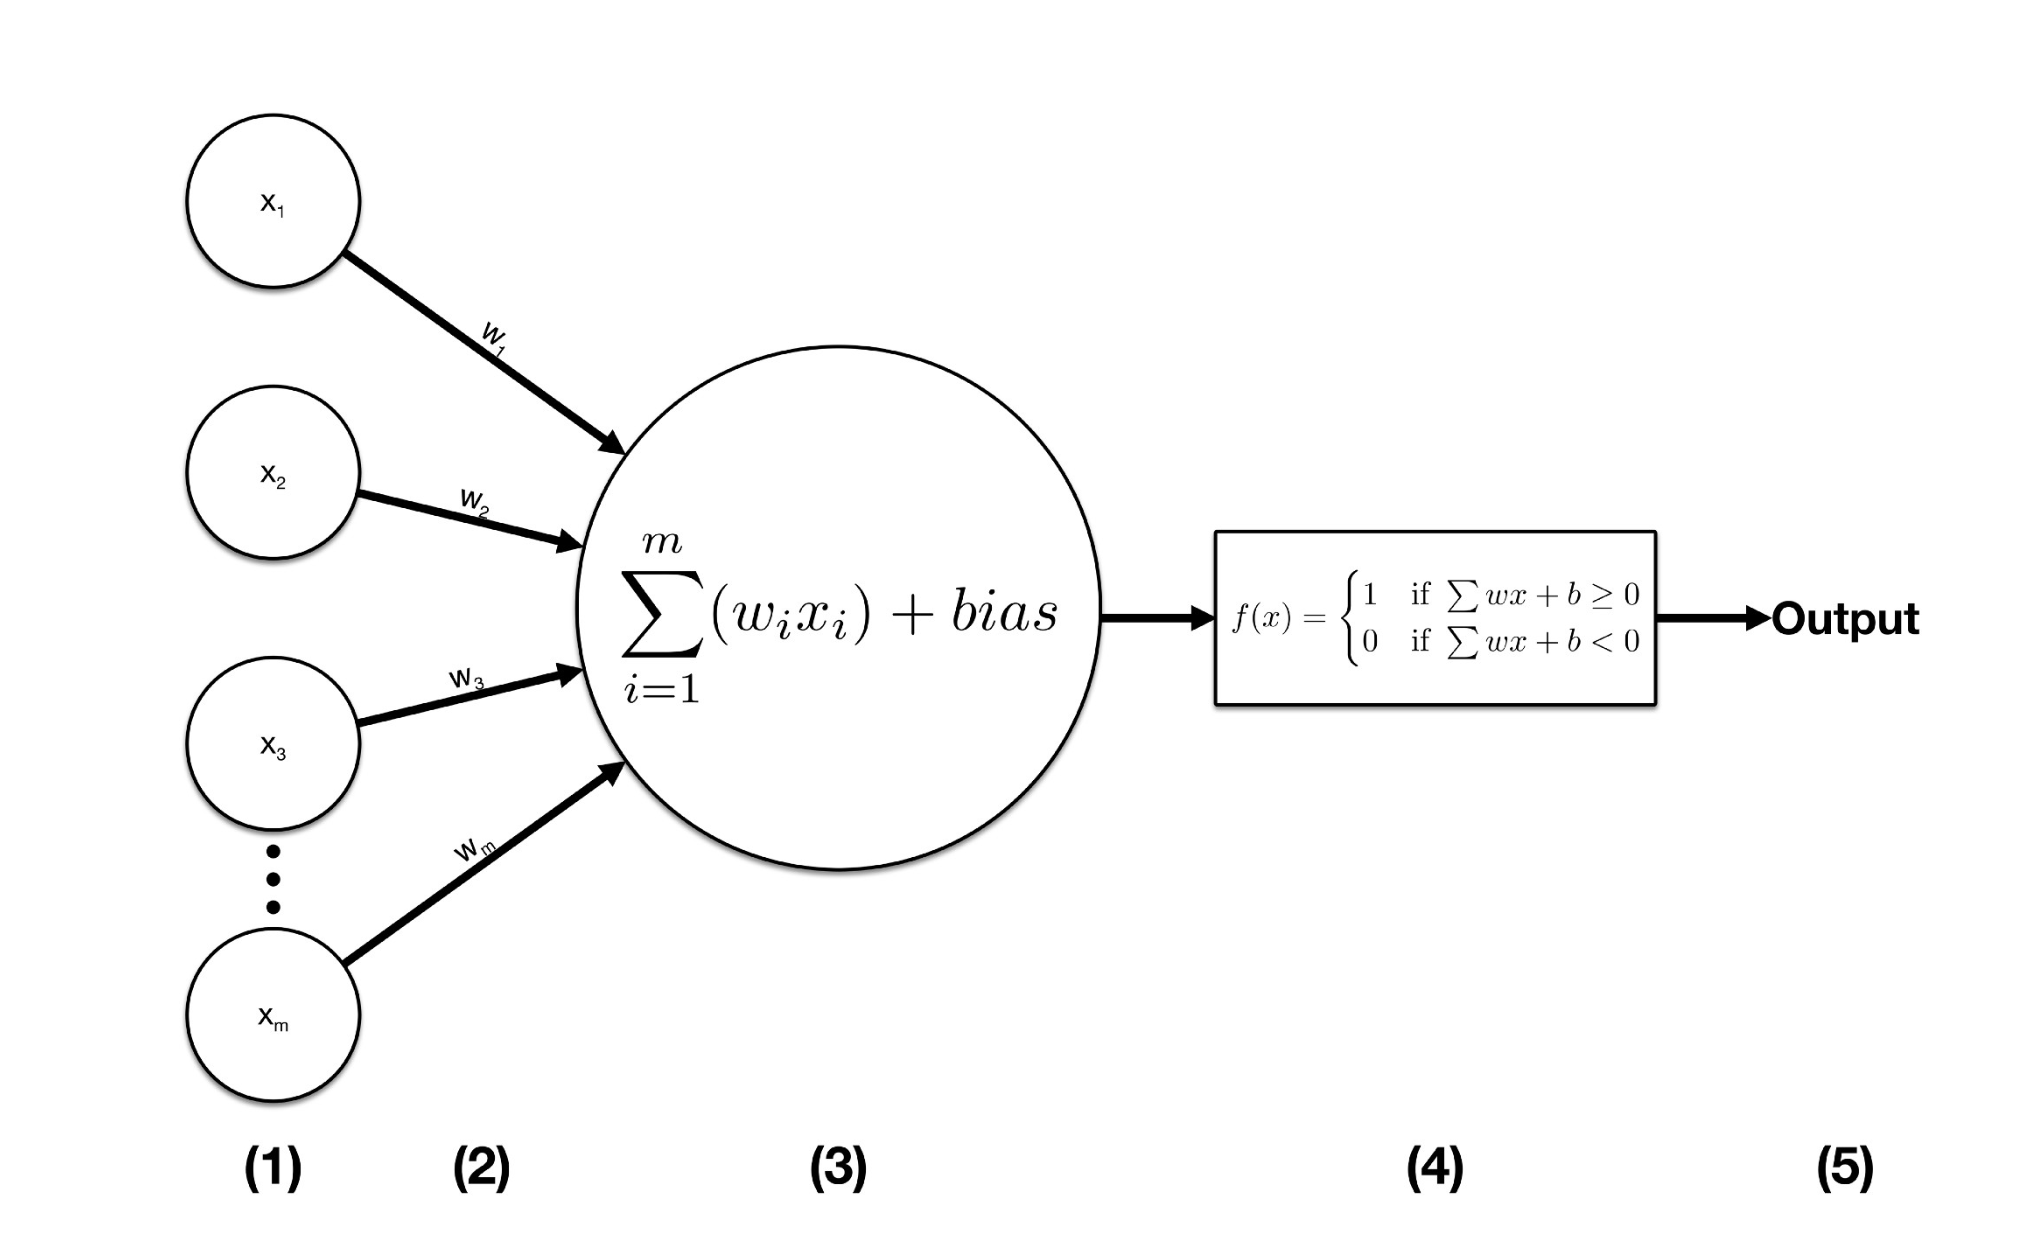 x₁
w₁
x₂
w₂
x₃
w₃
xₘ
wₘ
m
∑(wᵢxᵢ) + bias
i=1
f(x) = { 1 if ∑ wx + b ≥ 0
0 if ∑ wx + b < 0
Output
(1) (2) (3) (4) (5)